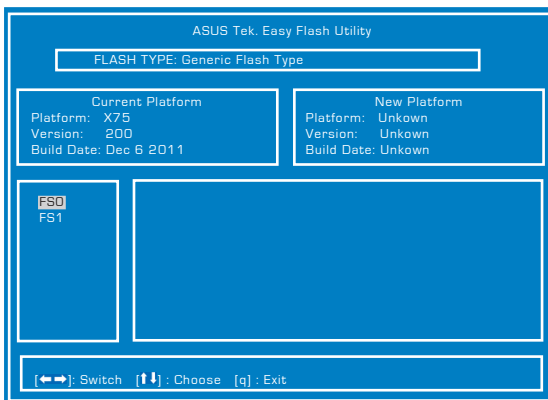 ASUS Tek. Easy Flash Utility
FLASH TYPE: Generic Flash Type
Current Platform
Platform: X75
Version: 200
Build Date: Dec 6 2011
New Platform
Platform: Unkown
Version: Unkown
Build Date: Unkown
FS0
FS1
[⬅➡]: Switch [⬆⬇] : Choose [q] : Exit